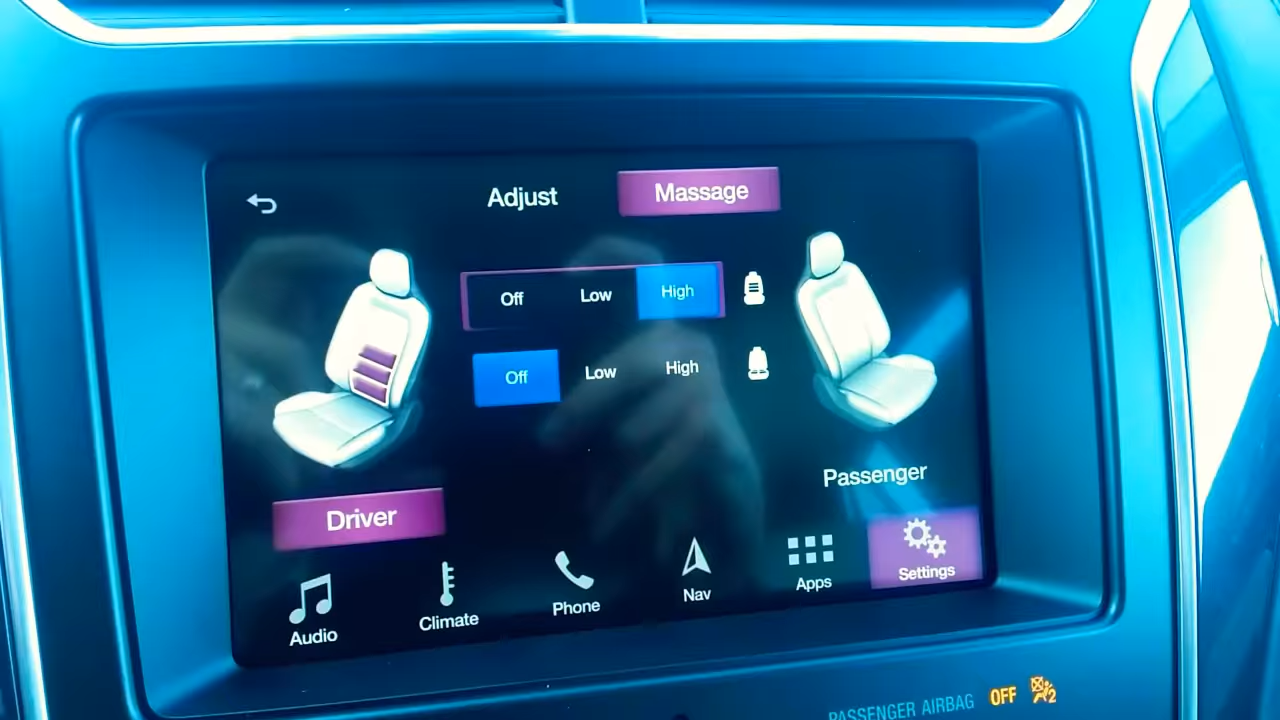 Adjust Massage
Off Low High
Off Low High
Passenger
Driver
Audio Climate Phone Nav Apps Settings
PASSENGER AIRBAG OFF 2